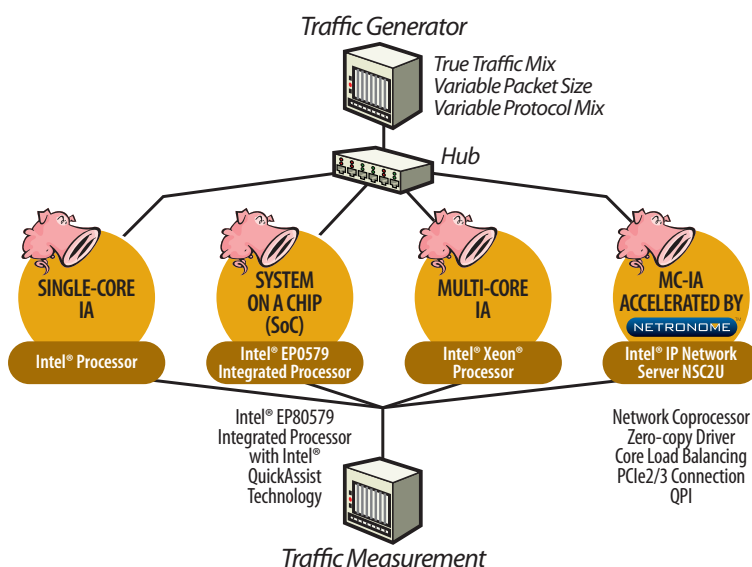 Traffic Generator
True Traffic Mix
Variable Packet Size
Variable Protocol Mix
Hub
SINGLE-CORE
IA
Intel® Processor
SYSTEM
ON A CHIP
(SoC)
Intel® EP0579
Integrated Processor
MULTI-CORE
IA
Intel® Xeon®
Processor
MC-IA
ACCELERATED BY
NETRONOME™
Intel® IP Network
Server NSC2U
Intel® EP80579
Integrated Processor
with Intel®
QuickAssist
Technology
Network Coprocessor
Zero-copy Driver
Core Load Balancing
PCIe2/3 Connection
QPI
Traffic Measurement